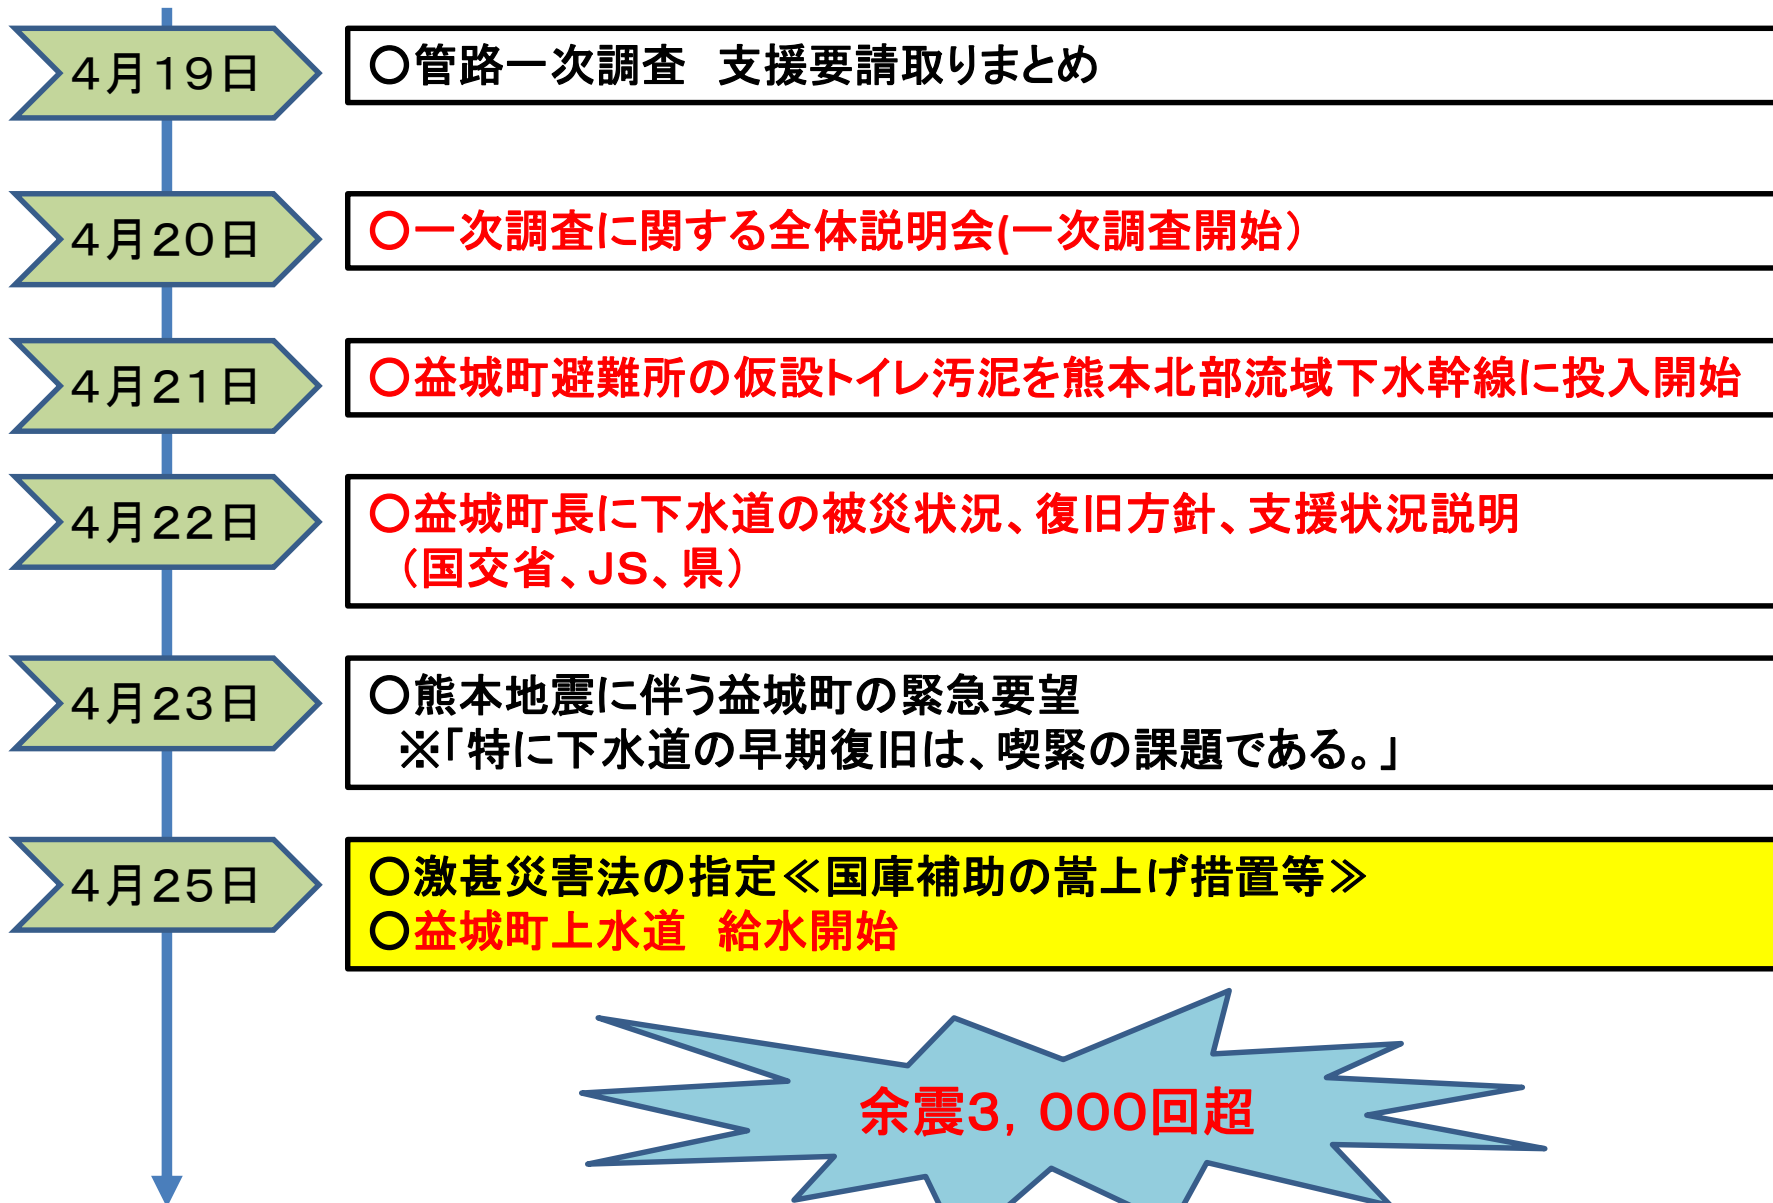 4月19日
○管路一次調査　支援要請取りまとめ
4月20日
○一次調査に関する全体説明会(一次調査開始）
4月21日
○益城町避難所の仮設トイレ汚泥を熊本北部流域下水幹線に投入開始
4月22日
○益城町長に下水道の被災状況、復旧方針、支援状況説明
（国交省、JS、県）
4月23日
○熊本地震に伴う益城町の緊急要望
※「特に下水道の早期復旧は、喫緊の課題である。」
4月25日
○激甚災害法の指定≪国庫補助の嵩上げ措置等≫
○益城町上水道　給水開始
余震3，000回超